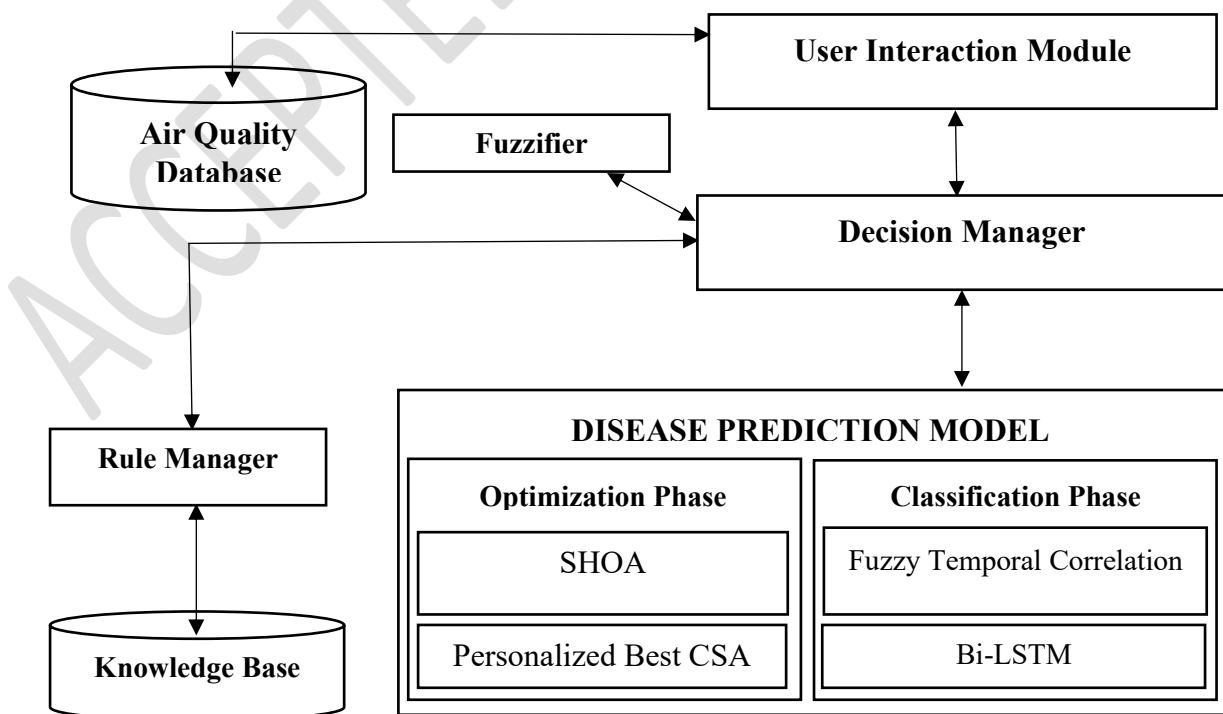 User Interaction Module
Air Quality
Database
Fuzzifier
Decision Manager
Rule Manager
Knowledge Base
DISEASE PREDICTION MODEL
Optimization Phase
SHOA
Personalized Best CSA
Classification Phase
Fuzzy Temporal Correlation
Bi-LSTM
ACCEPTE